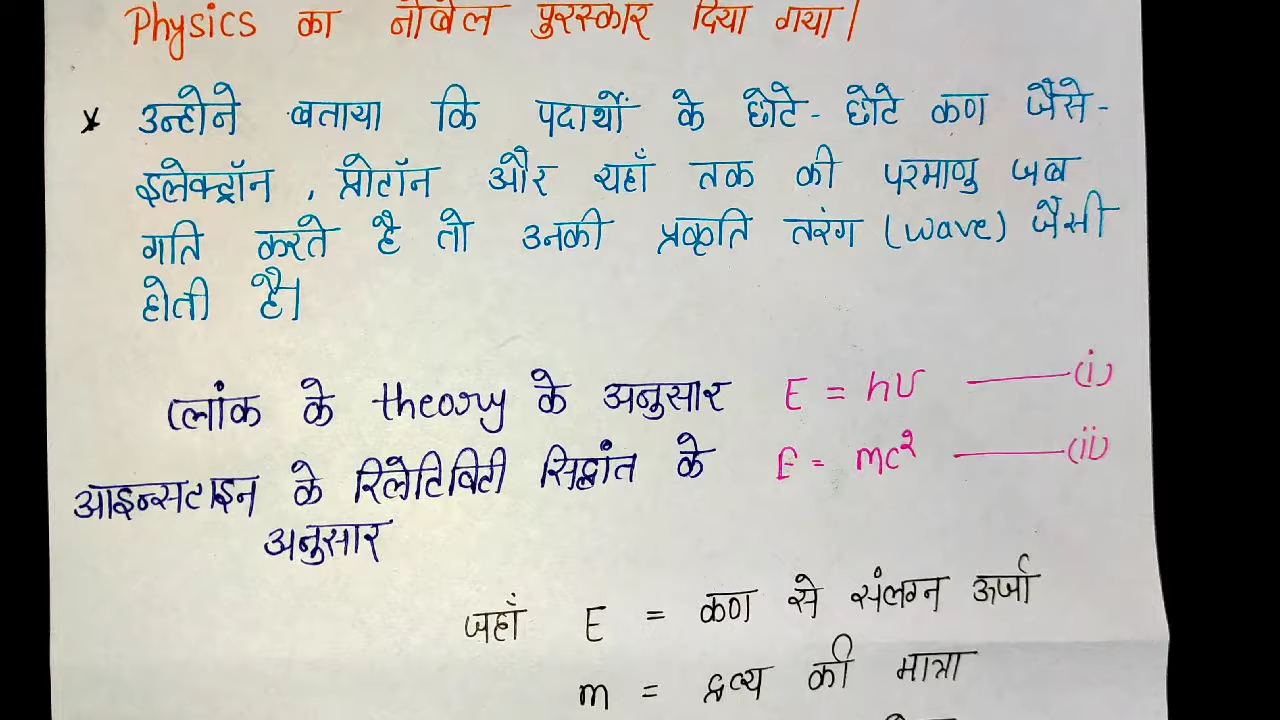 Physics का नोबेल पुरस्कार दिया गया।
* उन्होने बताया कि पदार्थों के छोटे - छोटे कण जैसे -
इलेक्ट्रॉन , प्रोटॉन और यहाँ तक की परमाणु जब
गति करते है तो उनकी प्रकृति तरंग (wave) जैसी
होती है।
प्लांक के theory के अनुसार E = hν ——— (i)
आइन्सटाइन के रिलेटिविटी सिद्धांत के E = mc² ——— (ii)
अनुसार
जहाँ E = कण से संलग्न ऊर्जा
m = द्रव्य की मात्रा